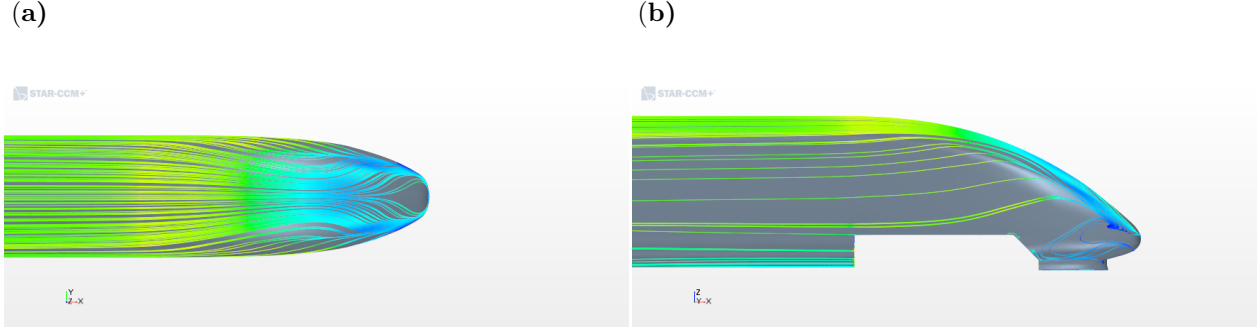 (a)
(b)
STAR-CCM+
STAR-CCM+
Y
Z X
Z
Y X